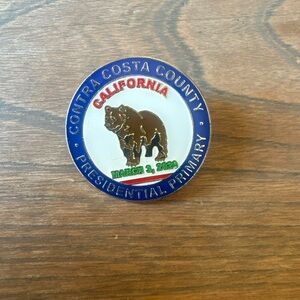 · CONTRA COSTA COUNTY ·
CALIFORNIA
MARCH 3, 2020
PRESIDENTIAL PRIMARY